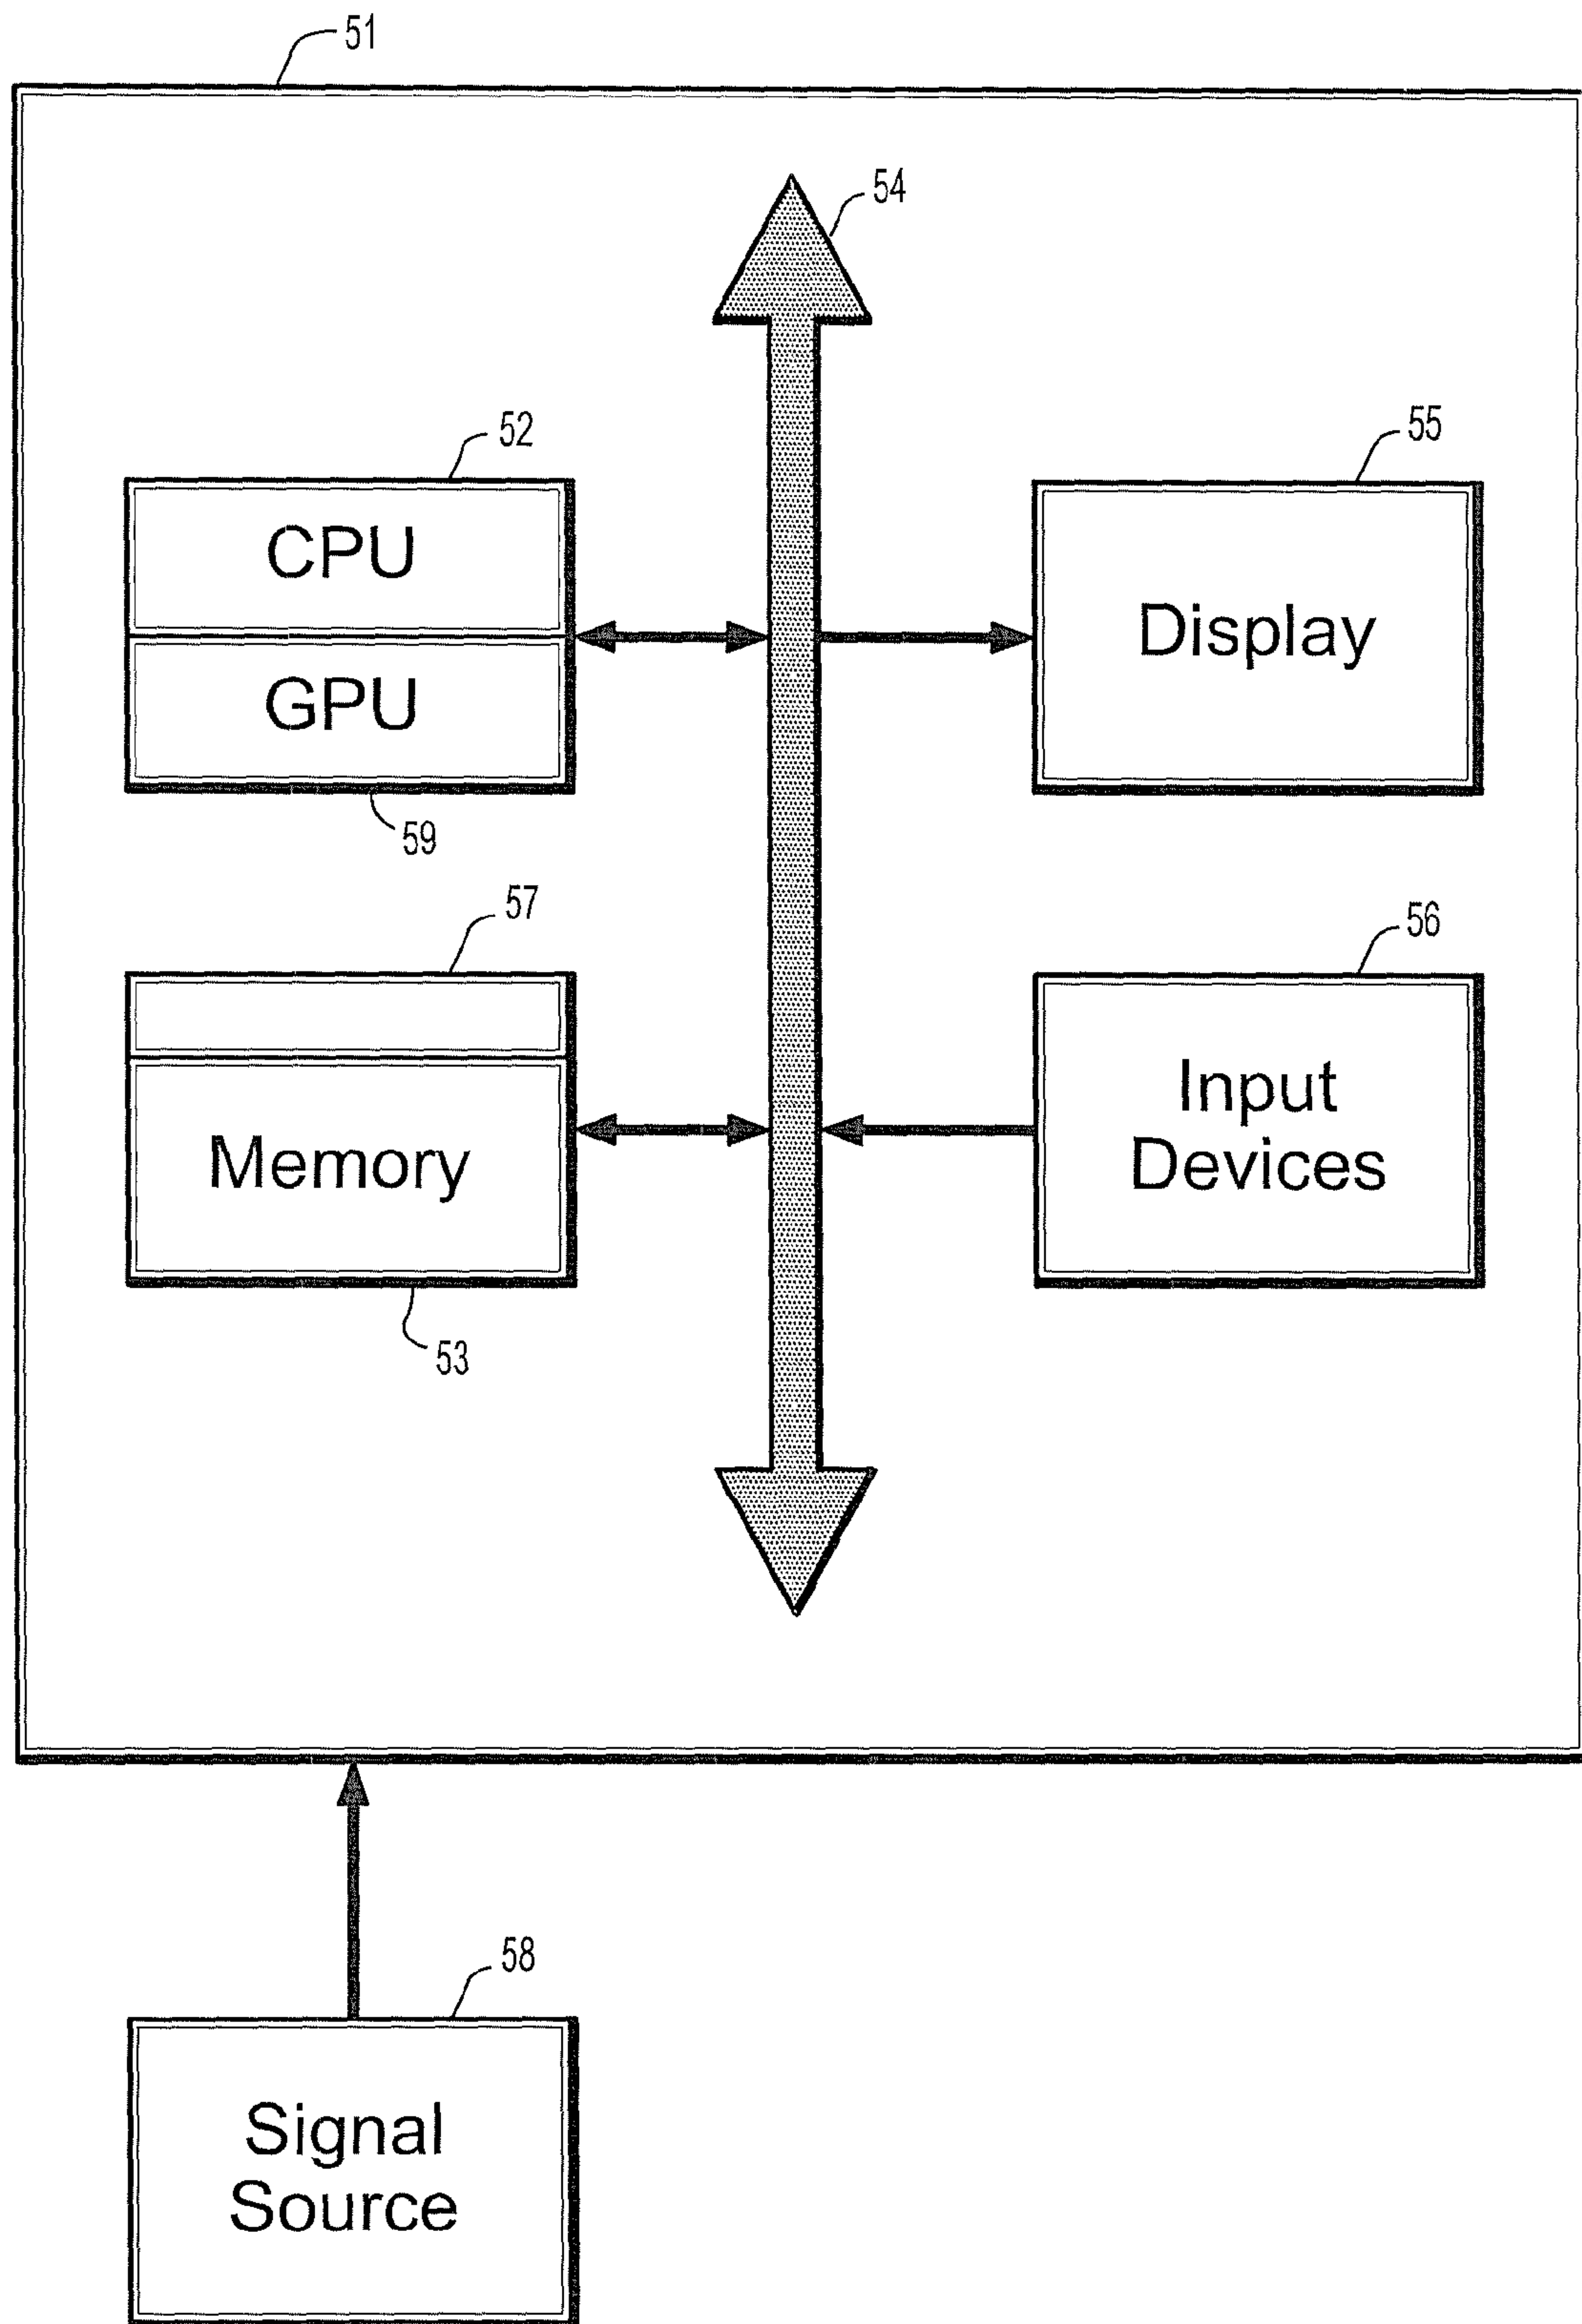 51
54
52
CPU
GPU
59
55
Display
57
Memory
53
56
Input
Devices
58
Signal
Source